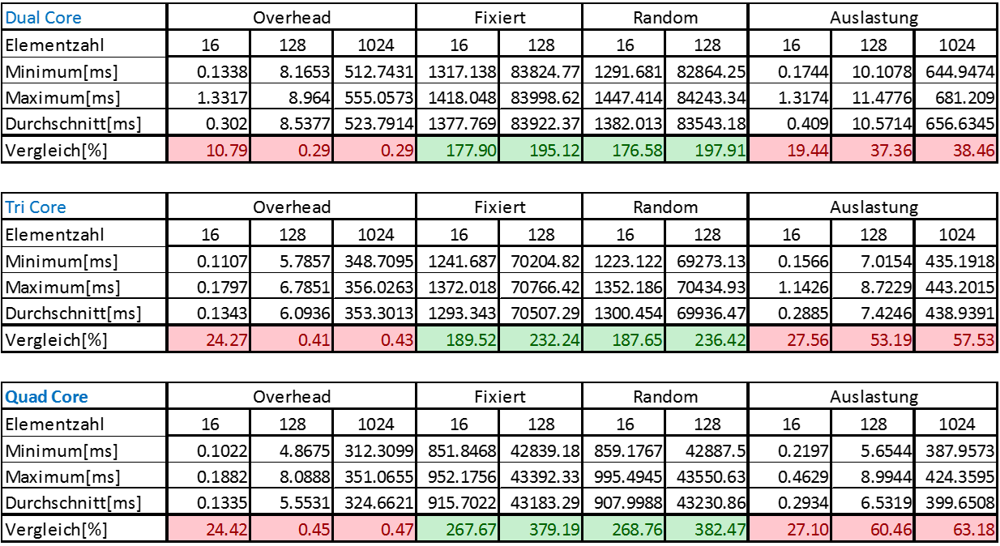 Dual Core Overhead Fixiert Random Auslastung
Elementzahl 16 128 1024 16 128 16 128 16 128 1024
Minimum[ms] 0.1338 8.1653 512.7431 1317.138 83824.77 1291.681 82864.25 0.1744 10.1078 644.9474
Maximum[ms] 1.3317 8.964 555.0573 1418.048 83998.62 1447.414 84243.34 1.3174 11.4776 681.209
Durchschnitt[ms] 0.302 8.5377 523.7914 1377.769 83922.37 1382.013 83543.18 0.409 10.5714 656.6345
Vergleich[%] 10.79 0.29 0.29 177.90 195.12 176.58 197.91 19.44 37.36 38.46
Tri Core Overhead Fixiert Random Auslastung
Elementzahl 16 128 1024 16 128 16 128 16 128 1024
Minimum[ms] 0.1107 5.7857 348.7095 1241.687 70204.82 1223.122 69273.13 0.1566 7.0154 435.1918
Maximum[ms] 0.1797 6.7851 356.0263 1372.018 70766.42 1352.186 70434.93 1.1426 8.7229 443.2015
Durchschnitt[ms] 0.1343 6.0936 353.3013 1293.343 70507.29 1300.454 69936.47 0.2885 7.4246 438.9391
Vergleich[%] 24.27 0.41 0.43 189.52 232.24 187.65 236.42 27.56 53.19 57.53
Quad Core Overhead Fixiert Random Auslastung
Elementzahl 16 128 1024 16 128 16 128 16 128 1024
Minimum[ms] 0.1022 4.8675 312.3099 851.8468 42839.18 859.1767 42887.5 0.2197 5.6544 387.9573
Maximum[ms] 0.1882 8.0888 351.0655 952.1756 43392.33 995.4945 43550.63 0.4629 8.9944 424.3595
Durchschnitt[ms] 0.1335 5.5531 324.6621 915.7022 43183.29 907.9988 43230.86 0.2934 6.5319 399.6508
Vergleich[%] 24.42 0.45 0.47 267.67 379.19 268.76 382.47 27.10 60.46 63.18